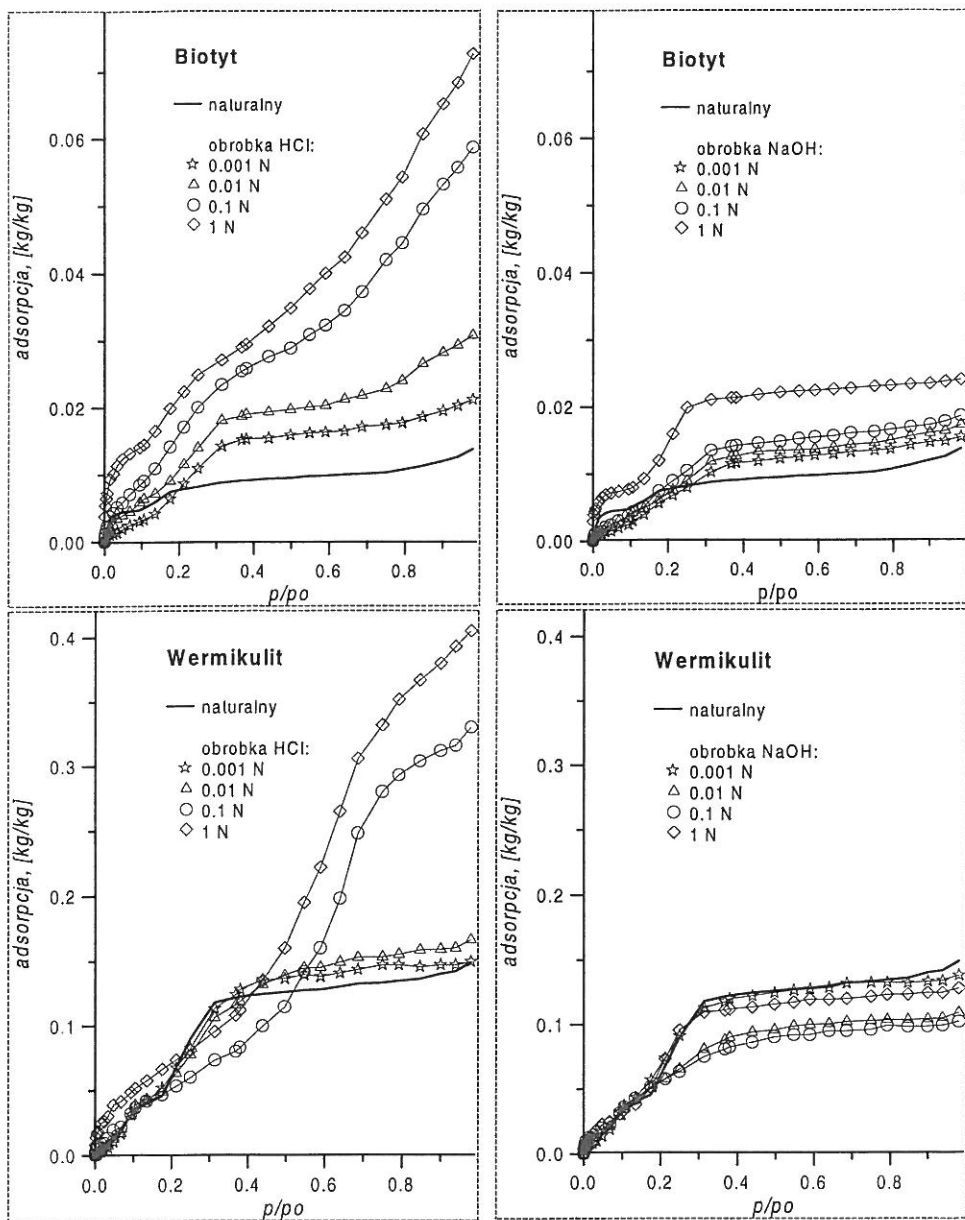 Biotyt
naturalny
obrobka HCl:
0.001 N
0.01 N
0.1 N
1 N
adsorpcja, [kg/kg]
0.06
0.04
0.02
0.00
0.0 0.2 0.4 0.6 0.8
p/po
Biotyt
naturalny
obrobka NaOH:
0.001 N
0.01 N
0.1 N
1 N
adsorpcja, [kg/kg]
0.06
0.04
0.02
0.00
0.0 0.2 0.4 0.6 0.8
p/po
Wermikulit
naturalny
obrobka HCl:
0.001 N
0.01 N
0.1 N
1 N
adsorpcja, [kg/kg]
0.4
0.3
0.2
0.1
0.0
0.0 0.2 0.4 0.6 0.8
p/po
Wermikulit
naturalny
obrobka NaOH:
0.001 N
0.01 N
0.1 N
1 N
adsorpcja, [kg/kg]
0.4
0.3
0.2
0.1
0.0
0.0 0.2 0.4 0.6 0.8
p/po